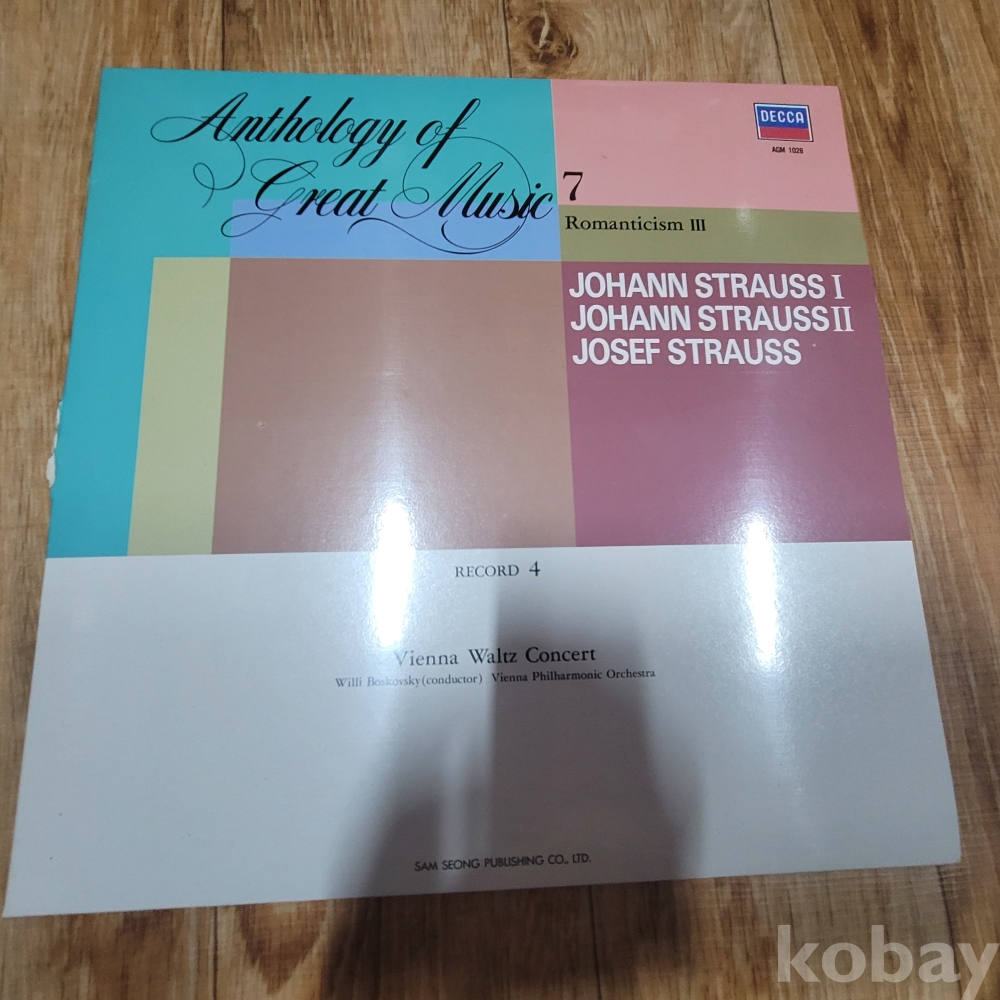 Anthology of
Great Music
7
Romanticism III
DECCA
AGM 1028
JOHANN STRAUSS I
JOHANN STRAUSS II
JOSEF STRAUSS
RECORD 4
Vienna Waltz Concert
Willi Boskovsky(conductor) Vienna Philharmonic Orchestra
SAM SEONG PUBLISHING CO., LTD.
kobay